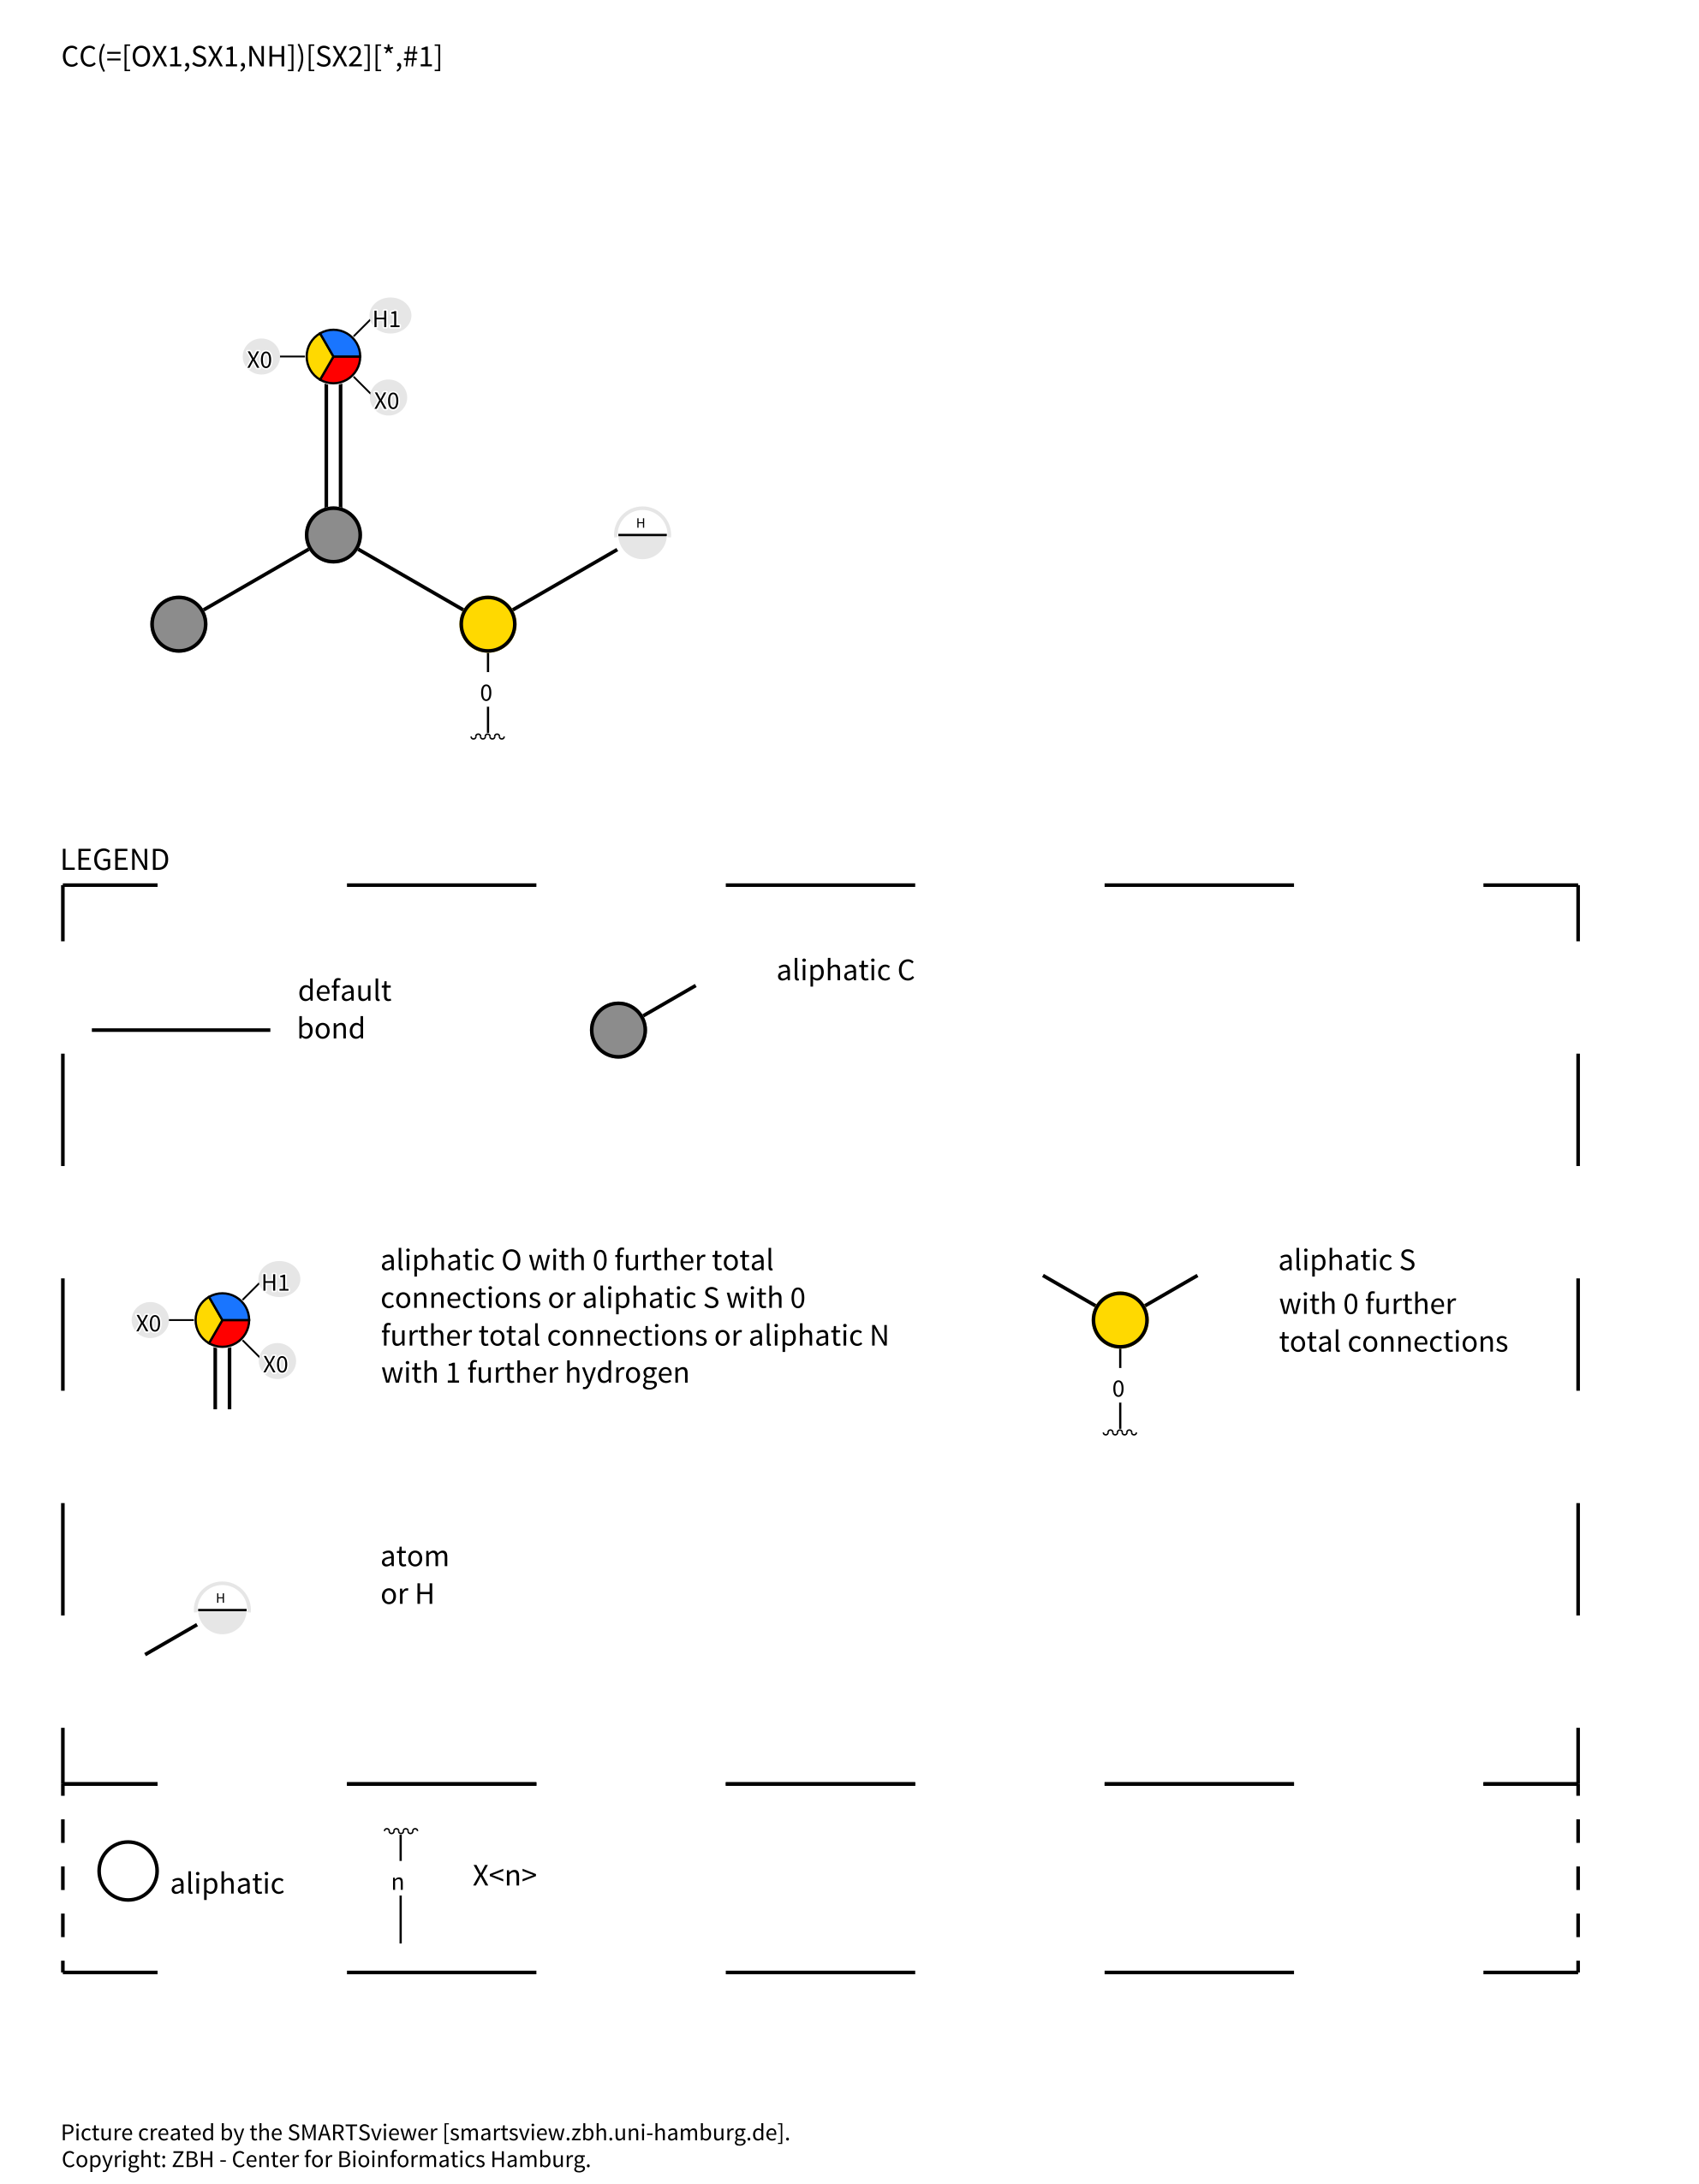 CC(=[OX1,SX1,NH])[SX2][*,#1]
H1
X0
X0
H
0
LEGEND
default
bond
aliphatic C
H1
X0
X0
aliphatic O with 0 further total
connections or aliphatic S with 0
further total connections or aliphatic N
with 1 further hydrogen
0
aliphatic S
with 0 further
total connections
H
atom
or H
aliphatic
n
X<n>
Picture created by the SMARTSviewer [smartsview.zbh.uni-hamburg.de].
Copyright: ZBH - Center for Bioinformatics Hamburg.